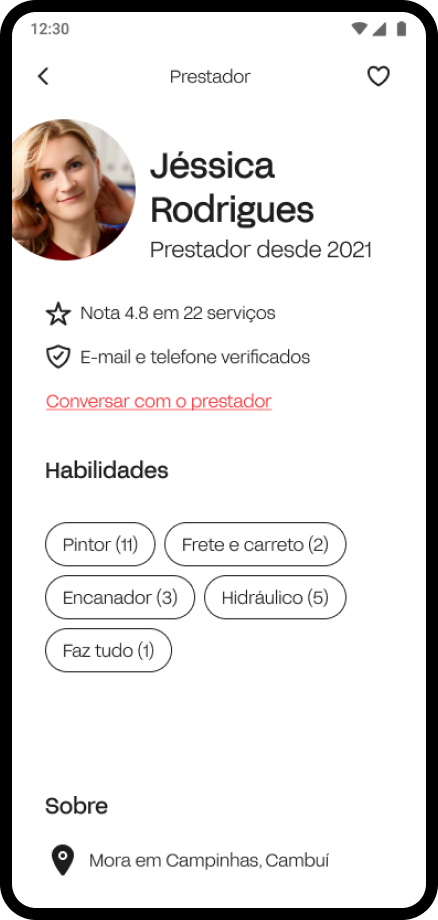 12:30
Prestador
Jéssica
Rodrigues
Prestador desde 2021
Nota 4.8 em 22 serviços
E-mail e telefone verificados
Conversar com o prestador
Habilidades
Pintor (11)
Frete e carreto (2)
Encanador (3)
Hidráulico (5)
Faz tudo (1)
Sobre
Mora em Campinhas, Cambuí